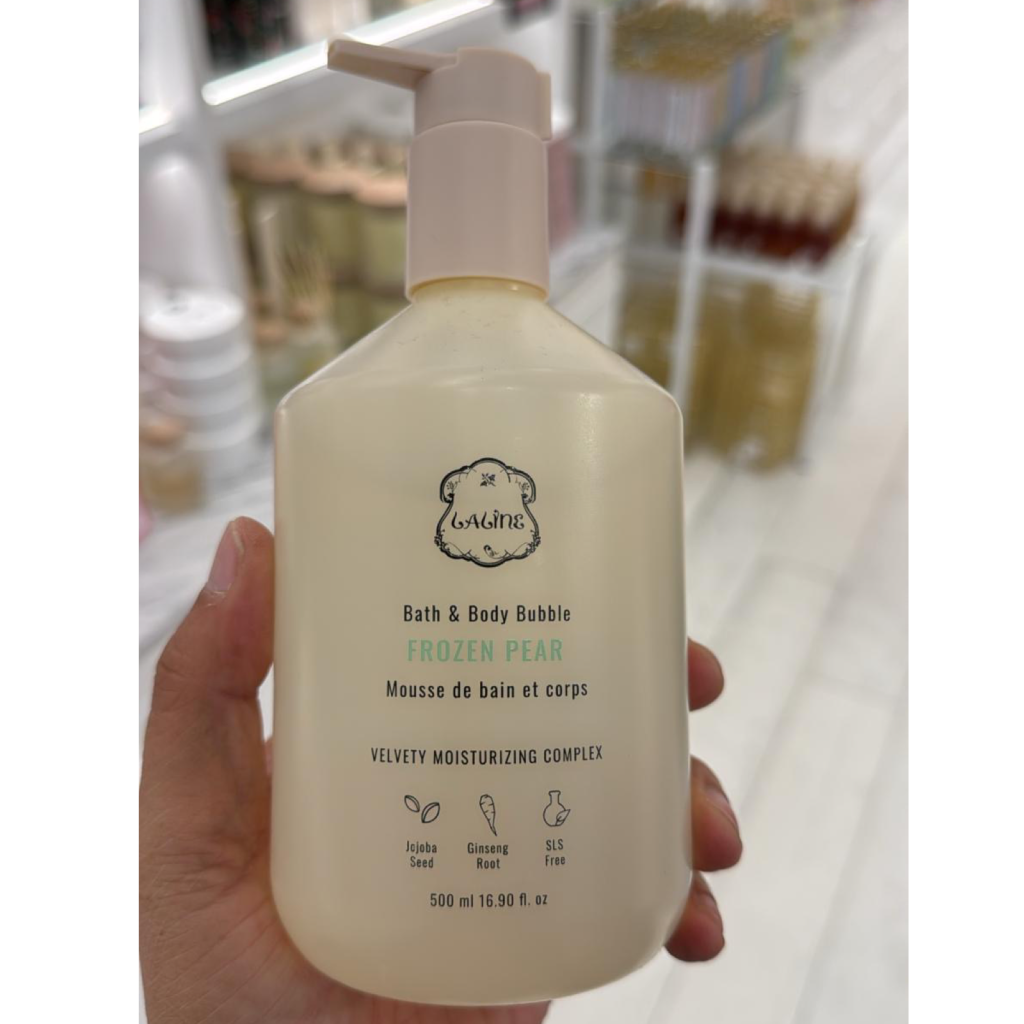 LALiNE
Bath & Body Bubble
FROZEN PEAR
Mousse de bain et corps
VELVETY MOISTURIZING COMPLEX
Jojoba Seed
Ginseng Root
SLS Free
500 ml 16.90 fl. oz